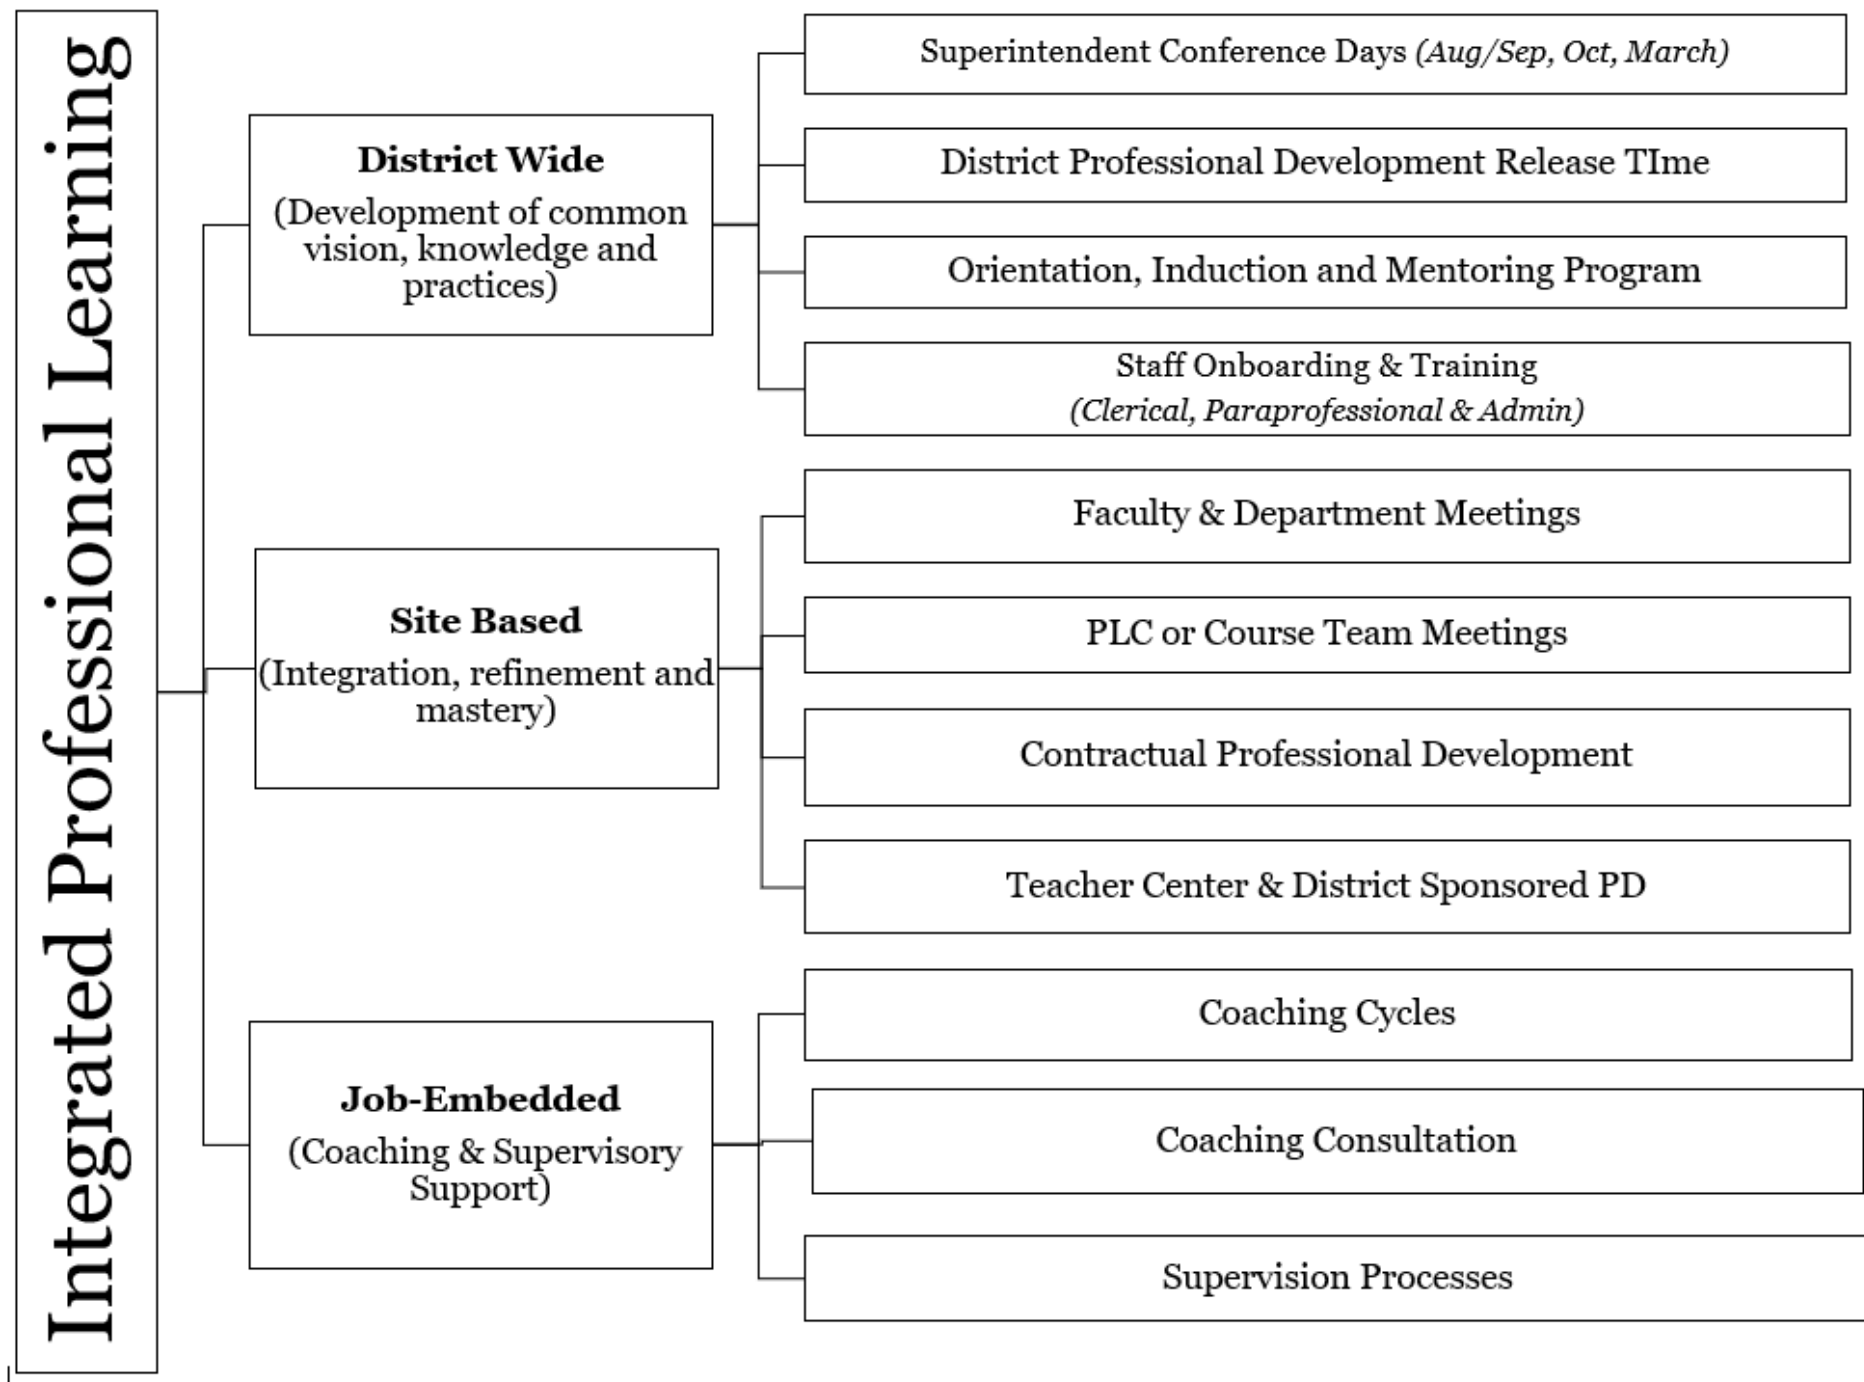 Integrated Professional Learning
District Wide
(Development of common
vision, knowledge and
practices)
Superintendent Conference Days (Aug/Sep, Oct, March)
District Professional Development Release TIme
Orientation, Induction and Mentoring Program
Staff Onboarding & Training
(Clerical, Paraprofessional & Admin)
Site Based
(Integration, refinement and
mastery)
Faculty & Department Meetings
PLC or Course Team Meetings
Contractual Professional Development
Teacher Center & District Sponsored PD
Job-Embedded
(Coaching & Supervisory
Support)
Coaching Cycles
Coaching Consultation
Supervision Processes